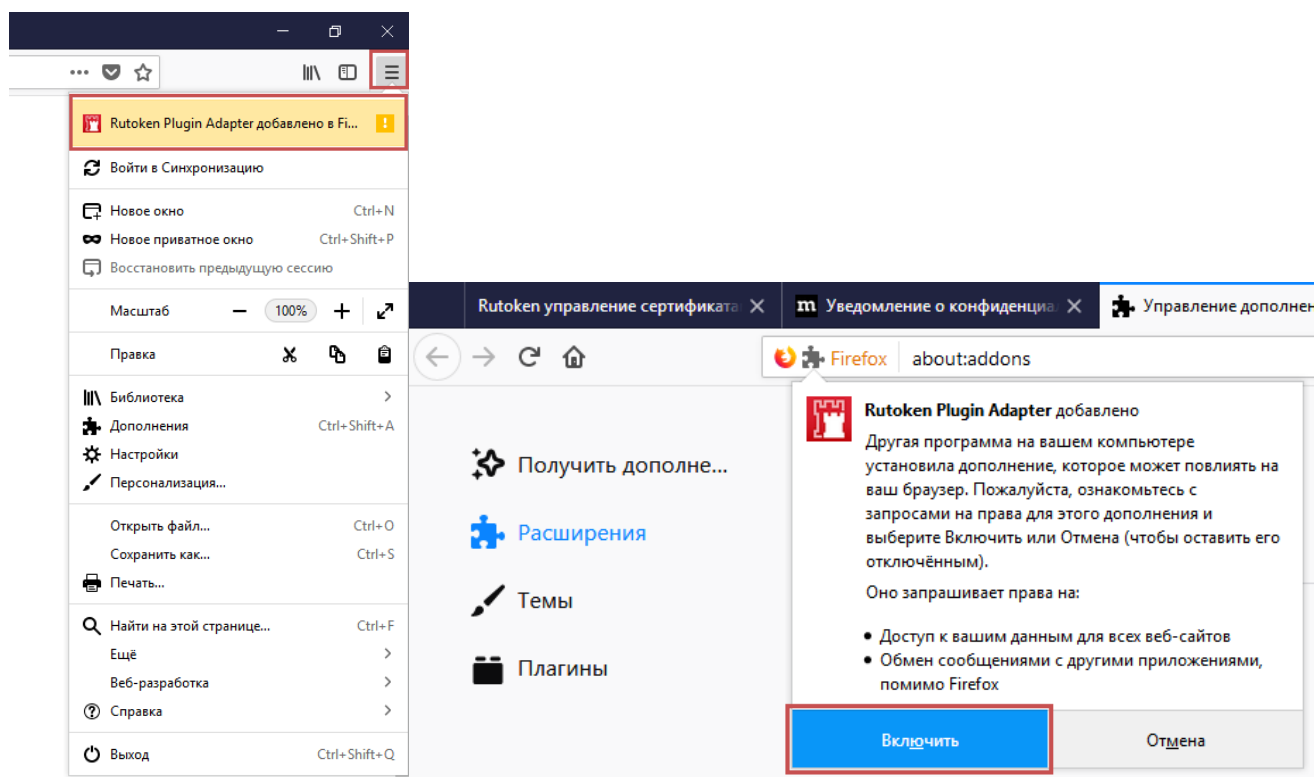 Rutoken Plugin Adapter добавлено в Fi...
Войти в Синхронизацию
Новое окно Ctrl+N
Новое приватное окно Ctrl+Shift+P
Восстановить предыдущую сессию
Масштаб 100%
Правка
Библиотека
Дополнения Ctrl+Shift+A
Настройки
Персонализация...
Открыть файл... Ctrl+O
Сохранить как... Ctrl+S
Печать...
Найти на этой странице... Ctrl+F
Ещё
Веб-разработка
Справка
Выход Ctrl+Shift+Q
Rutoken управление сертификата
m Уведомление о конфиденциа
Управление дополнен
Firefox about:addons
Получить дополне...
Расширения
Темы
Плагины
Rutoken Plugin Adapter добавлено
Другая программа на вашем компьютере
установила дополнение, которое может повлиять на
ваш браузер. Пожалуйста, ознакомьтесь с
запросами на права для этого дополнения и
выберите Включить или Отмена (чтобы оставить его
отключённым).
Оно запрашивает права на:
• Доступ к вашим данным для всех веб-сайтов
• Обмен сообщениями с другими приложениями,
помимо Firefox
Включить Отмена